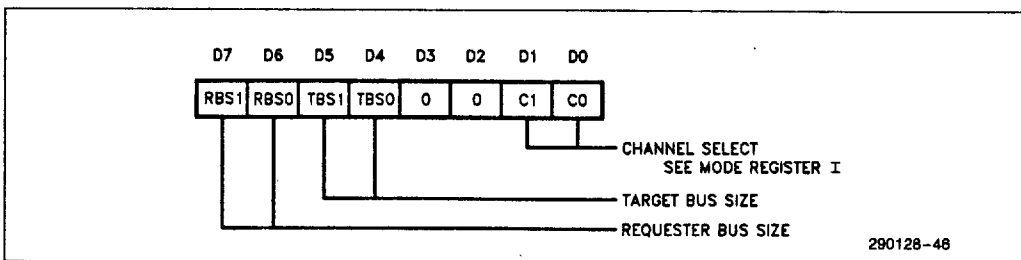 D7 D6 D5 D4 D3 D2 D1 D0
RBS1 RBS0 TBS1 TBS0 0 0 C1 C0
CHANNEL SELECT
SEE MODE REGISTER I
TARGET BUS SIZE
REQUESTER BUS SIZE
290128-48